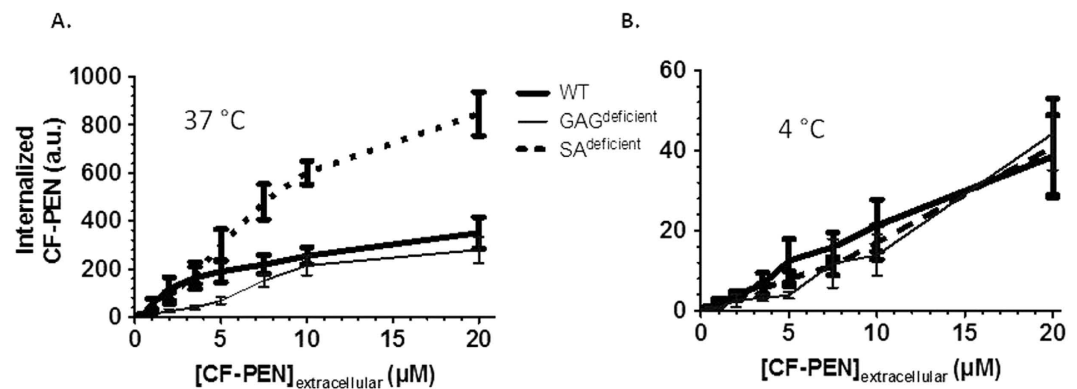 A.
B.
1000
800
600
400
200
0
Internalized
CF-PEN (a.u.)
37 °C
0 5 10 15 20
[CF-PEN]extracellular (µM)
WT
GAGdeficient
SAdeficient
60
40
20
0
4 °C
0 5 10 15 20
[CF-PEN]extracellular (µM)